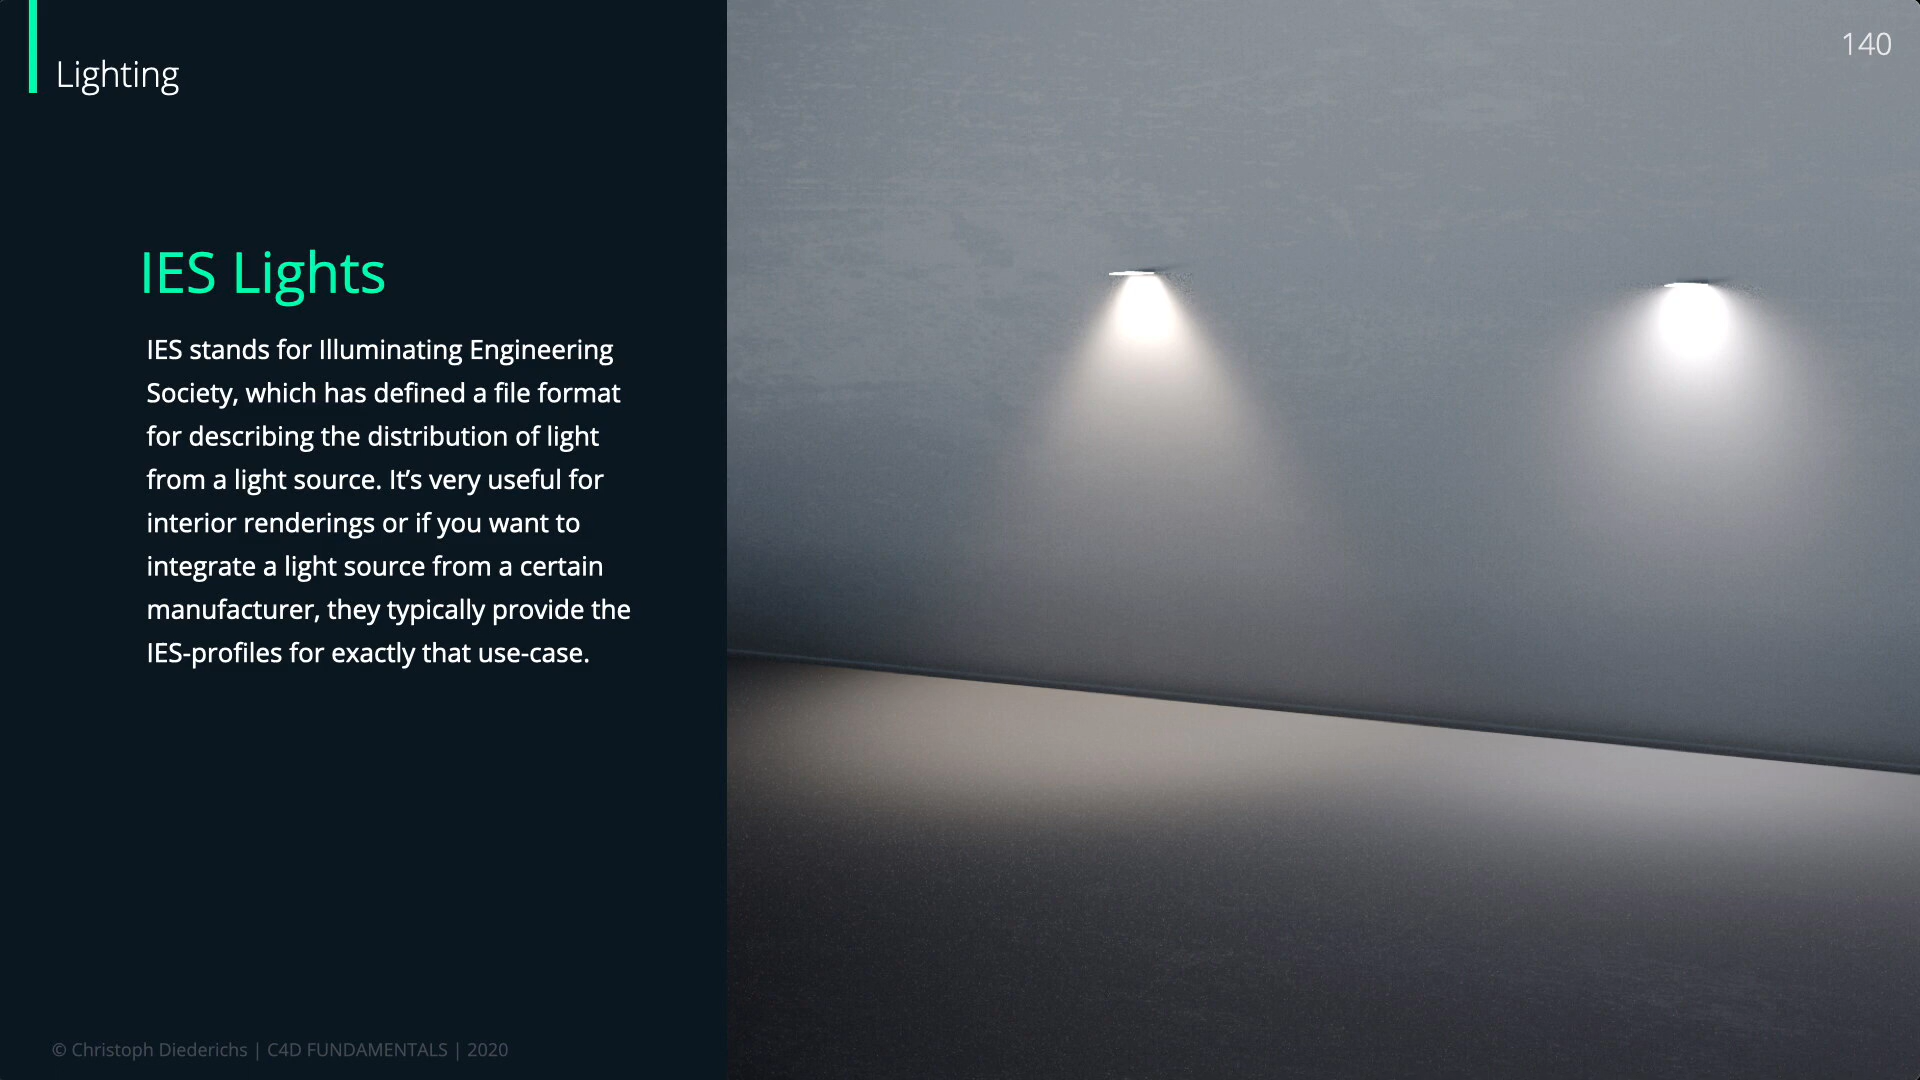 Lighting
140
IES Lights
IES stands for Illuminating Engineering
Society, which has defined a file format
for describing the distribution of light
from a light source. It’s very useful for
interior renderings or if you want to
integrate a light source from a certain
manufacturer, they typically provide the
IES-profiles for exactly that use-case.
© Christoph Diederichs | C4D FUNDAMENTALS | 2020